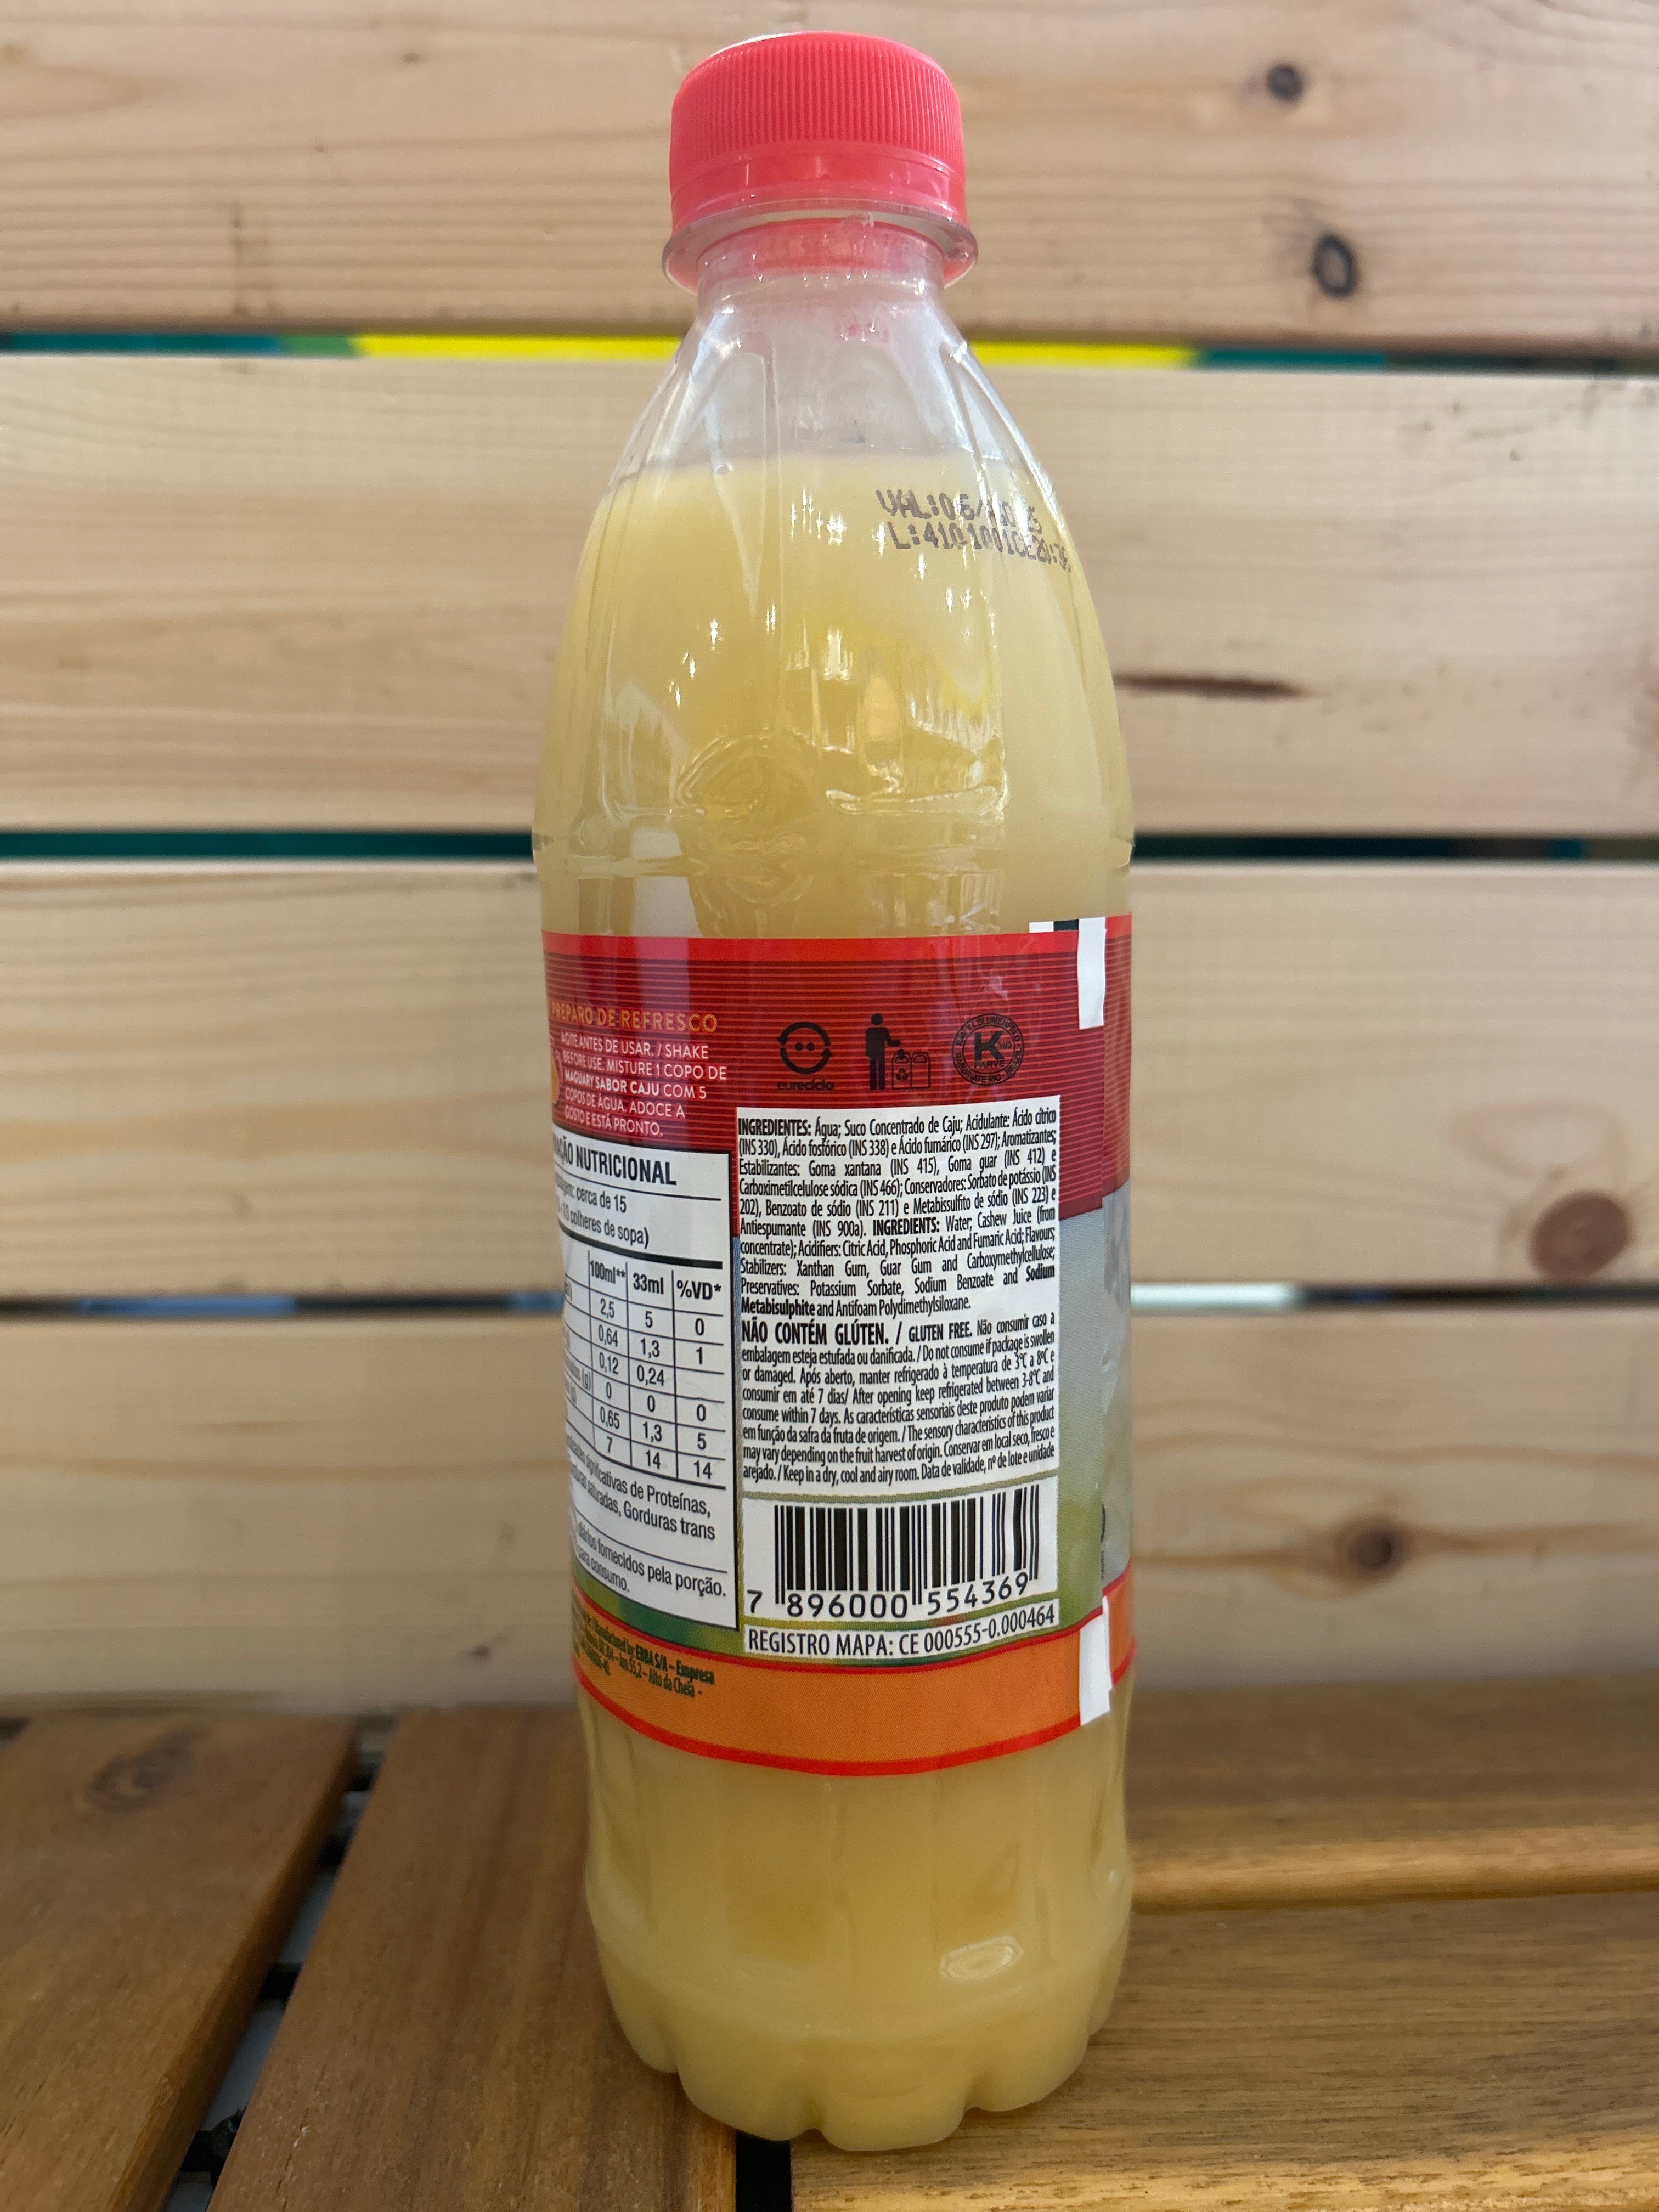 VAL:06/
L:4101001CE20:
PREPARO DE REFRESCO
AGITE ANTES DE USAR. / SHAKE
BEFORE USE. MISTURE 1 COPO DE
MAGUARY SABOR CAJU COM 5
COPOS DE ÁGUA. ADOCE A
GOSTO E ESTÁ PRONTO.
eureciclo
K
PARVE
NUTRICIONAL
cerca de 15
colheres de sopa)
100ml** 33ml %VD*
2,5 5 0
0,64 1,3 1
0,12 0,24
(g) 0 0 0
0,65 1,3 5
7 14 14
significativas de Proteínas,
saturadas, Gorduras trans
diários fornecidos pela porção.
para consumo.
Manufactured by: EBBA S/A - Empresa
km 55,2 - Alto da Cheia -
INGREDIENTES: Água; Suco Concentrado de Caju; Acidulante: Ácido cítrico
(INS 330), Ácido fosfórico (INS 338) e Ácido fumárico (INS 297); Aromatizantes;
Estabilizantes: Goma xantana (INS 415), Goma guar (INS 412) e
Carboximetilcelulose sódica (INS 466); Conservadores: Sorbato de potássio (INS
202), Benzoato de sódio (INS 211) e Metabissulfito de sódio (INS 223) e
Antiespumante (INS 900a). INGREDIENTS: Water; Cashew Juice (from
concentrate); Acidifiers: Citric Acid, Phosphoric Acid and Fumaric Acid; Flavours;
Stabilizers: Xanthan Gum, Guar Gum and Carboxymethylcellulose;
Preservatives: Potassium Sorbate, Sodium Benzoate and Sodium
Metabisulphite and Antifoam Polydimethylsiloxane.
NÃO CONTÉM GLÚTEN. / GLUTEN FREE. Não consumir caso a
embalagem esteja estufada ou danificada. / Do not consume if package is swollen
or damaged. Após aberto, manter refrigerado à temperatura de 3°C a 8°C e
consumir em até 7 dias/ After opening keep refrigerated between 3-8°C and
consume within 7 days. As características sensoriais deste produto podem variar
em função da safra da fruta de origem. / The sensory characteristics of this product
may vary depending on the fruit harvest of origin. Conservar em local seco, fresco e
arejado. / Keep in a dry, cool and airy room. Data de validade, nº de lote e unidade
7 896000 554369
REGISTRO MAPA: CE 000555-0.000464